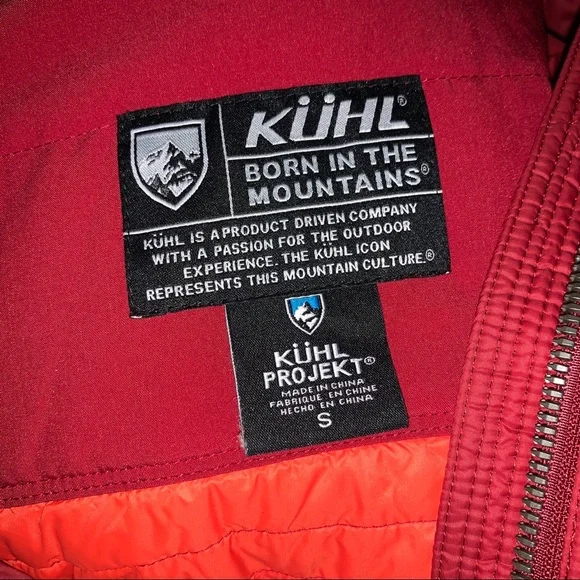 KÜHL®
BORN IN THE
MOUNTAINS®
KÜHL IS A PRODUCT DRIVEN COMPANY
WITH A PASSION FOR THE OUTDOOR
EXPERIENCE. THE KÜHL ICON
REPRESENTS THIS MOUNTAIN CULTURE.®
KÜHL
PROJEKT®
MADE IN CHINA
FABRIQUE EN CHINE
HECHO EN CHINA
S